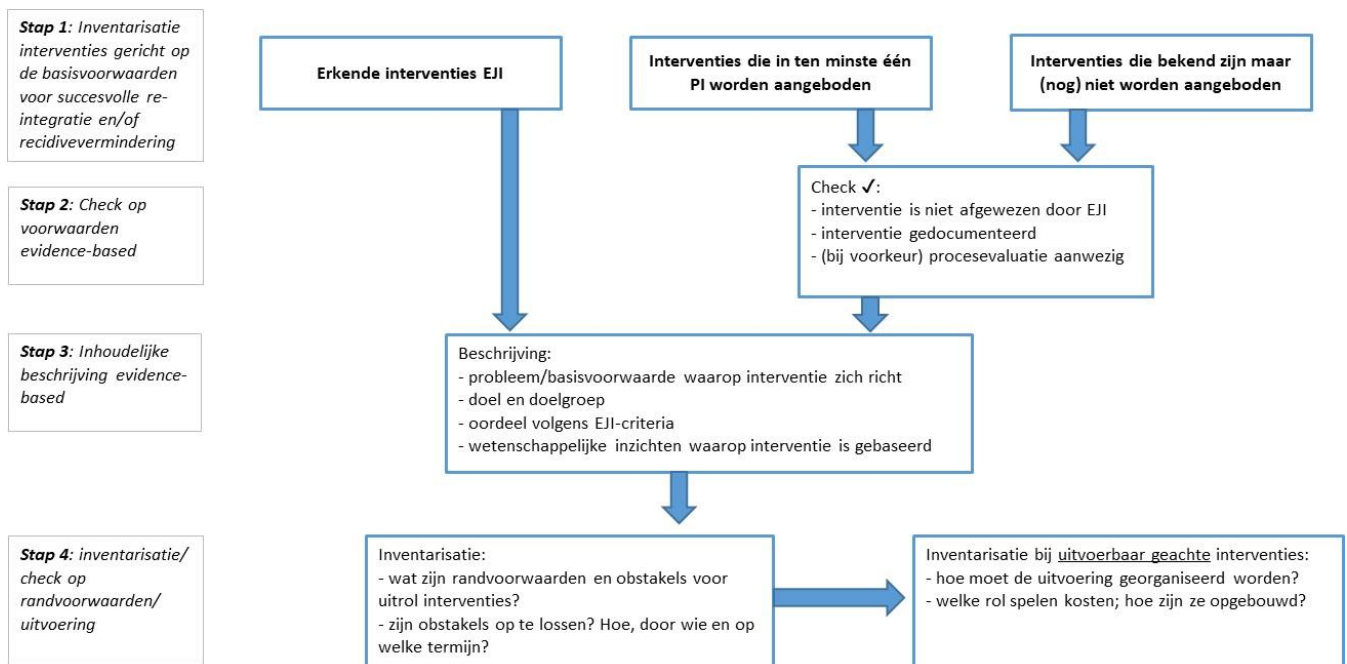 Stap 1: Inventarisatie
interventies gericht op
de basisvoorwaarden
voor succesvolle re-
integratie en/of
recidivevermindering
Erkende interventies EJI
Interventies die in ten minste één
PI worden aangeboden
Interventies die bekend zijn maar
(nog) niet worden aangeboden
Stap 2: Check op
voorwaarden
evidence-based
Check ✓:
- interventie is niet afgewezen door EJI
- interventie gedocumenteerd
- (bij voorkeur) procesevaluatie aanwezig
Stap 3: Inhoudelijke
beschrijving evidence-
based
Beschrijving:
- probleem/basisvoorwaarde waarop interventie zich richt
- doel en doelgroep
- oordeel volgens EJI-criteria
- wetenschappelijke inzichten waarop interventie is gebaseerd
Stap 4: inventarisatie/
check op
randvoorwaarden/
uitvoering
Inventarisatie:
- wat zijn randvoorwaarden en obstakels voor
uitrol interventies?
- zijn obstakels op te lossen? Hoe, door wie en op
welke termijn?
Inventarisatie bij uitvoerbaar geachte interventies:
- hoe moet de uitvoering georganiseerd worden?
- welke rol spelen kosten; hoe zijn ze opgebouwd?